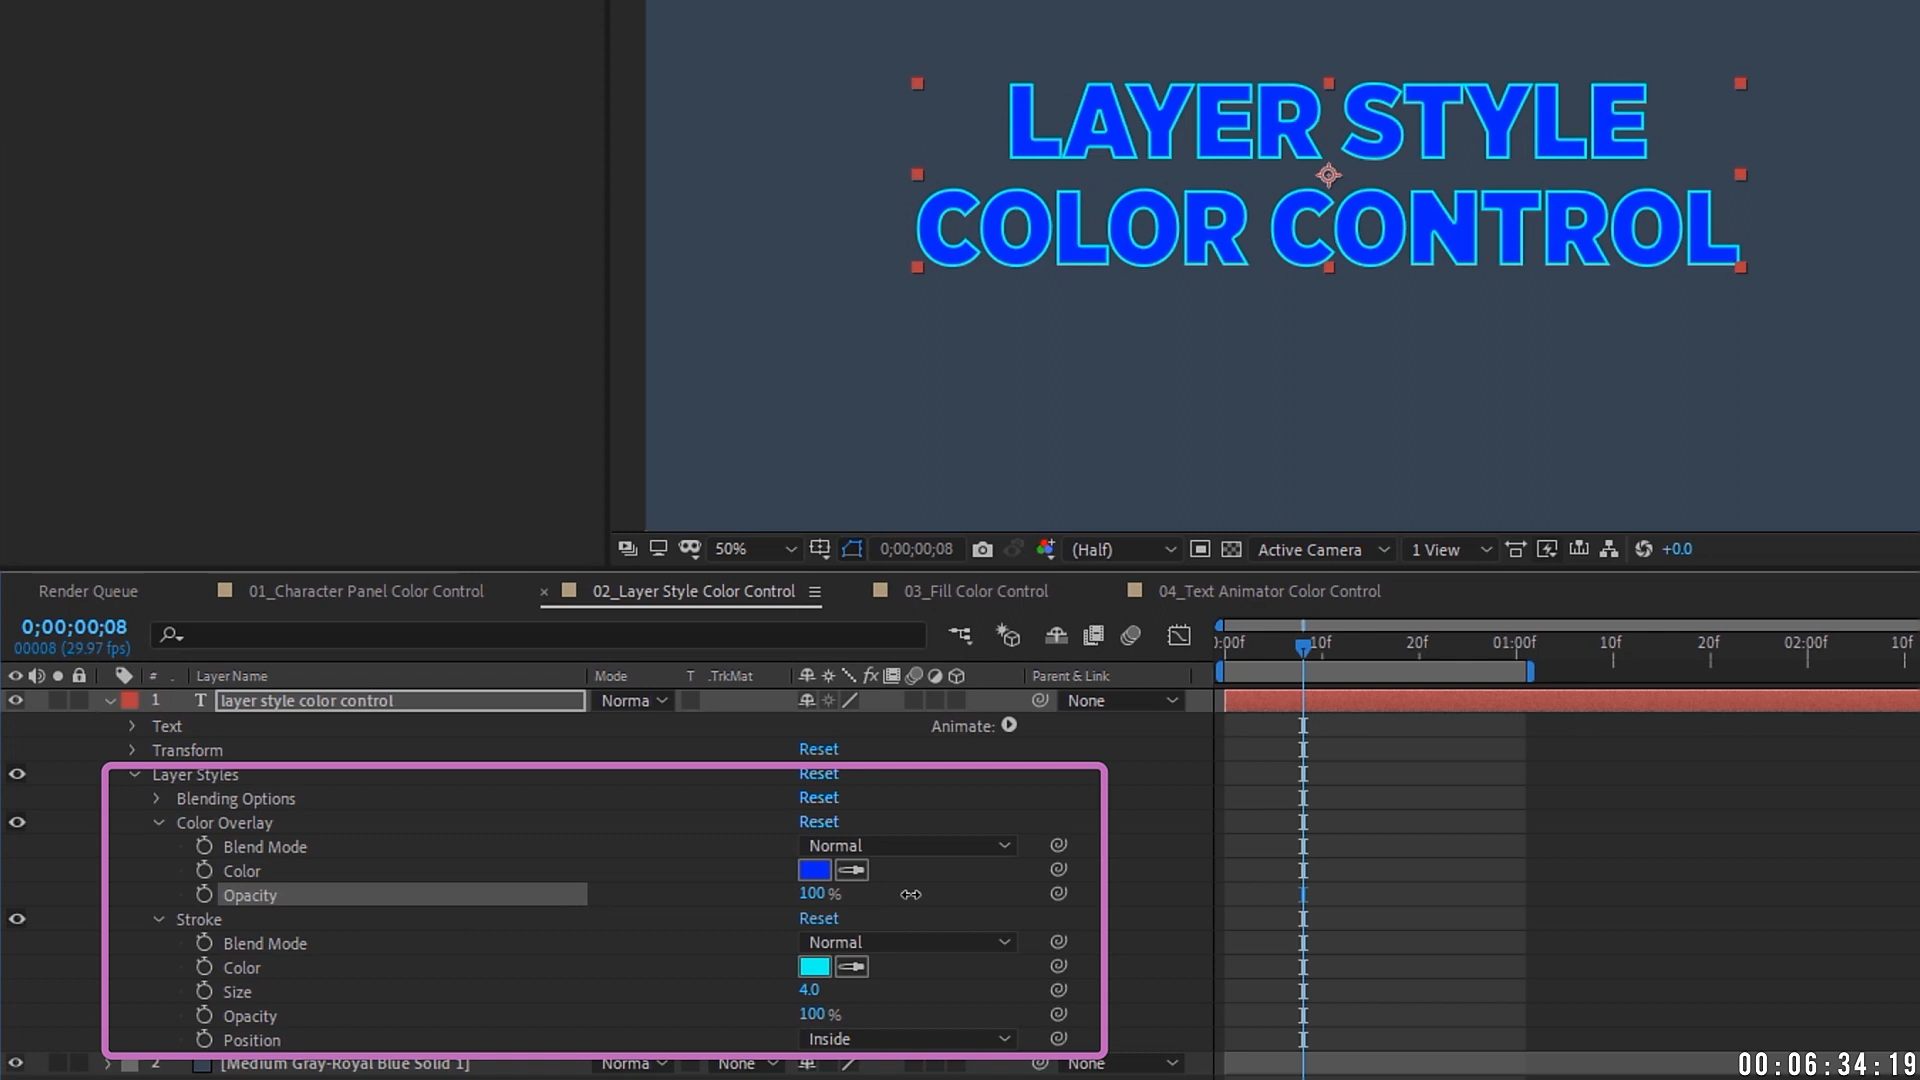 LAYER STYLE
COLOR CONTROL
50% 0;00;00;08 (Half) Active Camera 1 View +0.0
Render Queue 01_Character Panel Color Control × 02_Layer Style Color Control 03_Fill Color Control 04_Text Animator Color Control
0;00;00;08
00008 (29.97 fps)
):00f 10f 20f 01:00f 10f 20f 02:00f 10f
# . Layer Name Mode T .TrkMat fx Parent & Link
1 T layer style color control Norma None
Text Animate:
Transform Reset
Layer Styles Reset
Blending Options Reset
Color Overlay Reset
Blend Mode Normal
Color
Opacity 100 %
Stroke Reset
Blend Mode Normal
Color
Size 4.0
Opacity 100 %
Position Inside
2 [Medium Gray-Royal Blue Solid 1] Norma None None
00:06:34:19